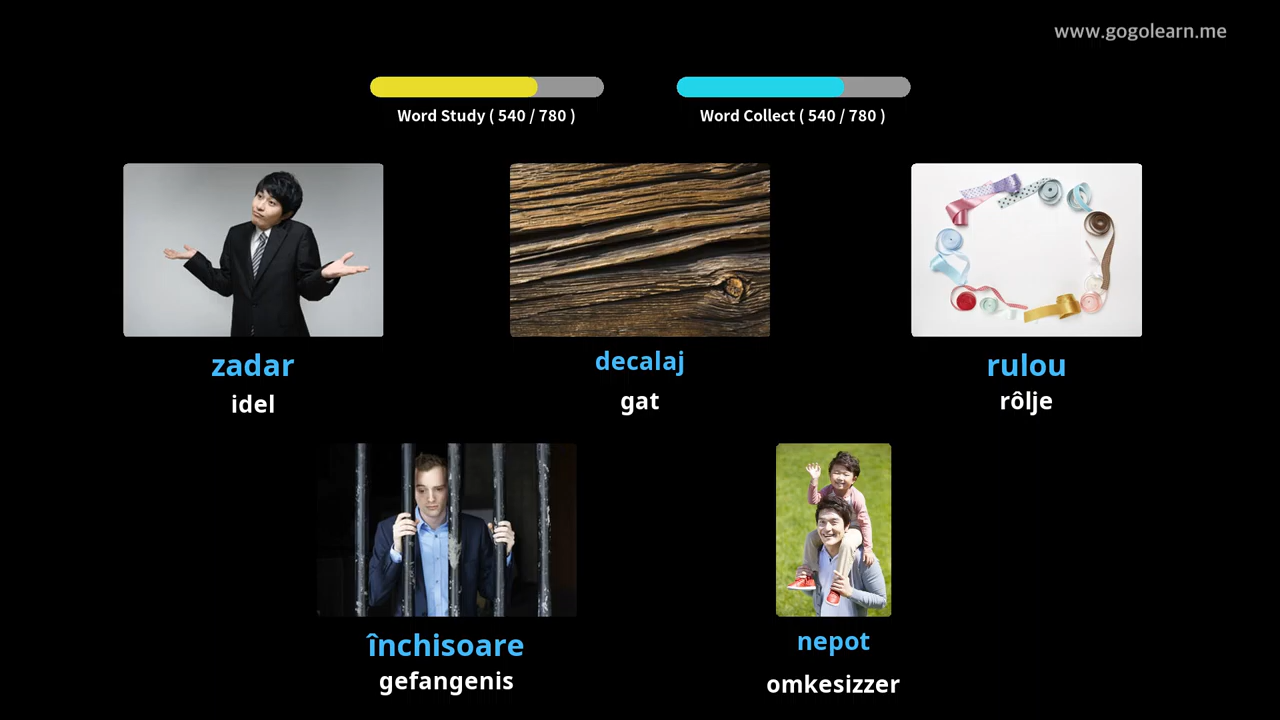 www.gogolearn.me
Word Study ( 540 / 780 )
Word Collect ( 540 / 780 )
zadar
decalaj
rulou
idel
gat
rôlje
închisoare
nepot
gefangenis
omkesizzer